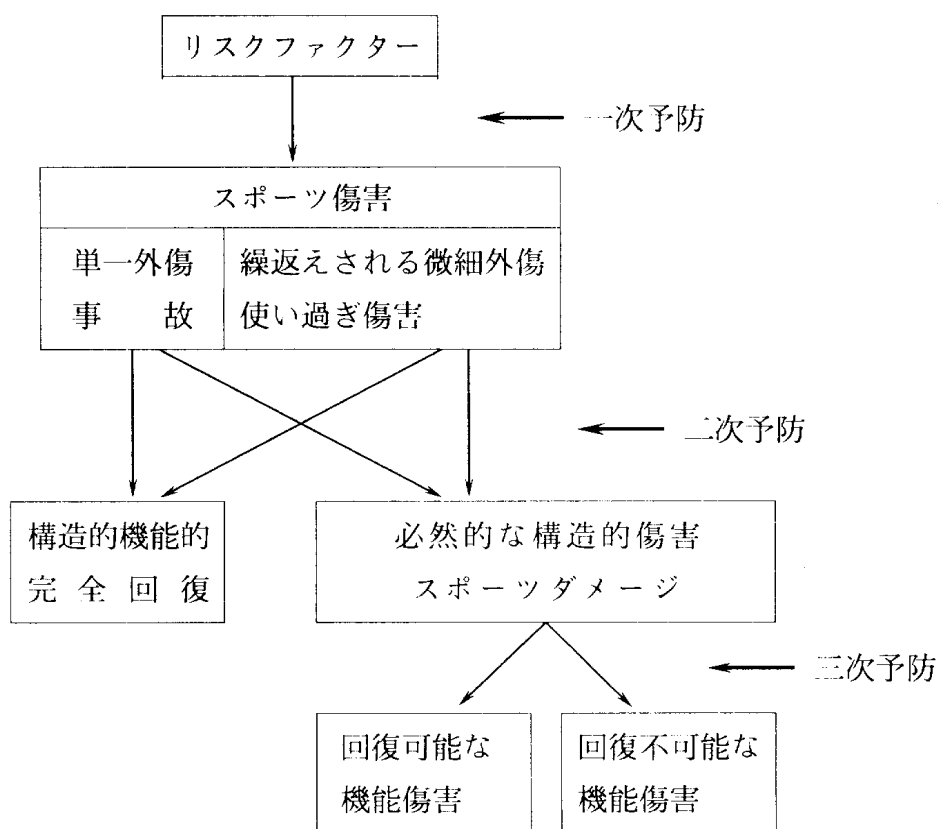 リスクファクター
一次予防
スポーツ傷害
単一外傷
事故
繰返えされる微細外傷
使い過ぎ傷害
二次予防
構造的機能的
完全回復
必然的な構造的傷害
スポーツダメージ
三次予防
回復可能な
機能傷害
回復不可能な
機能傷害